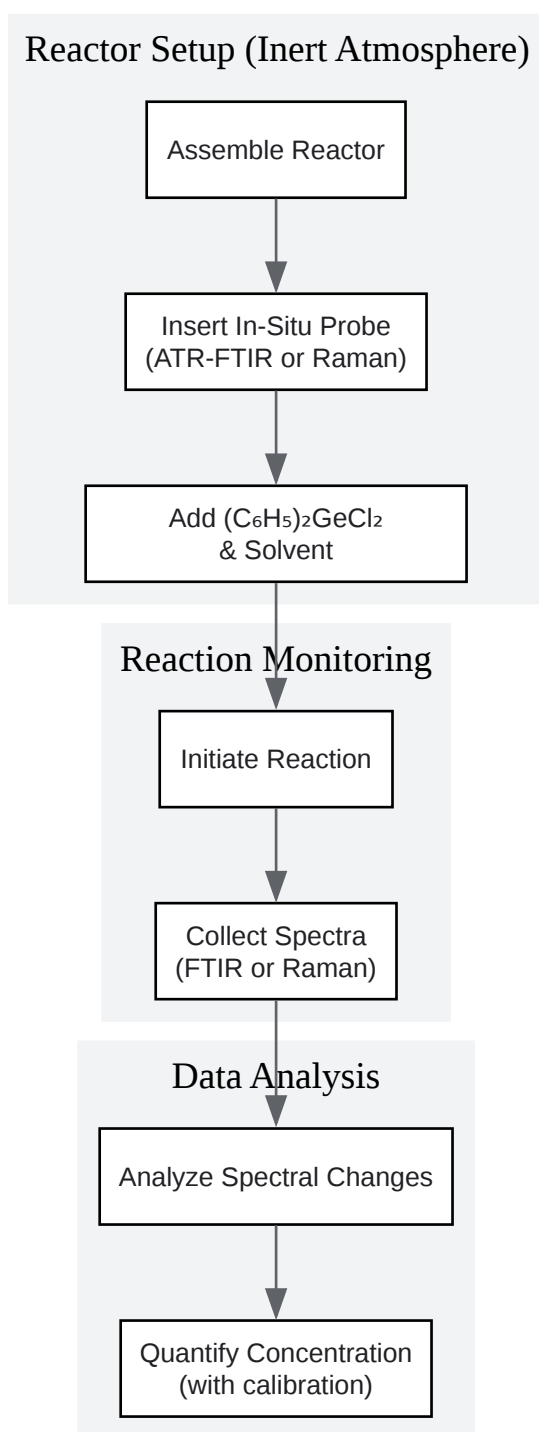 Reactor Setup (Inert Atmosphere)
Assemble Reactor
Insert In-Situ Probe
(ATR-FTIR or Raman)
Add (C₆H₅)₂GeCl₂
& Solvent
Reaction Monitoring
Initiate Reaction
Collect Spectra
(FTIR or Raman)
Data Analysis
Analyze Spectral Changes
Quantify Concentration
(with calibration)